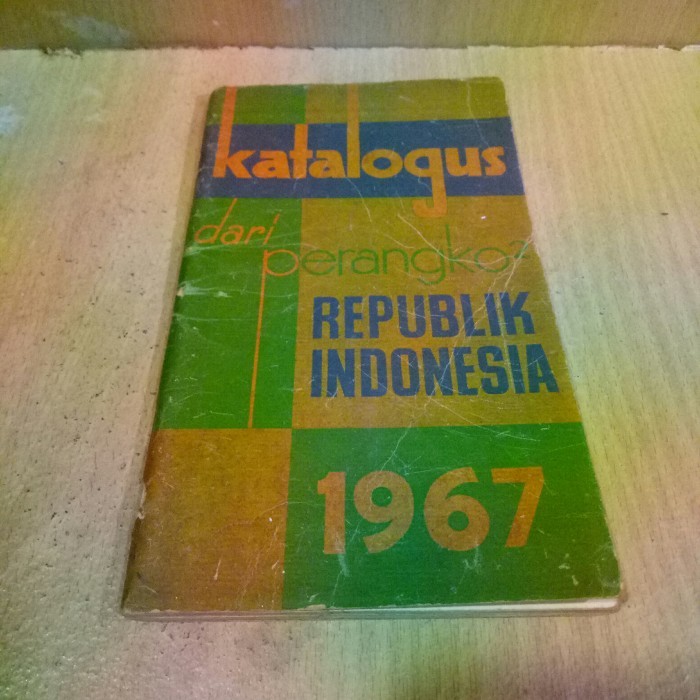 katalogus
dari perangko2
REPUBLIK
INDONESIA
1967